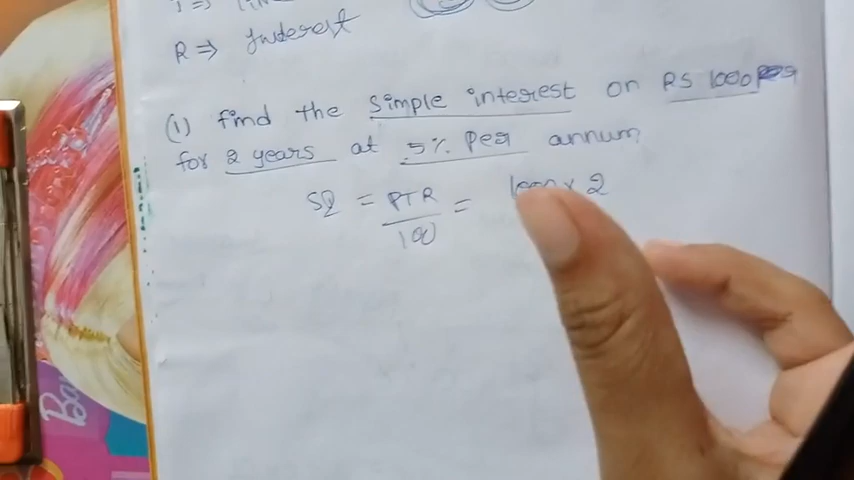 R ⇒ Interest
(1) find the simple interest on RS 1000
for 2 years at 5% Per annum
SI = PTR/100 = 1000 x 2
Ba